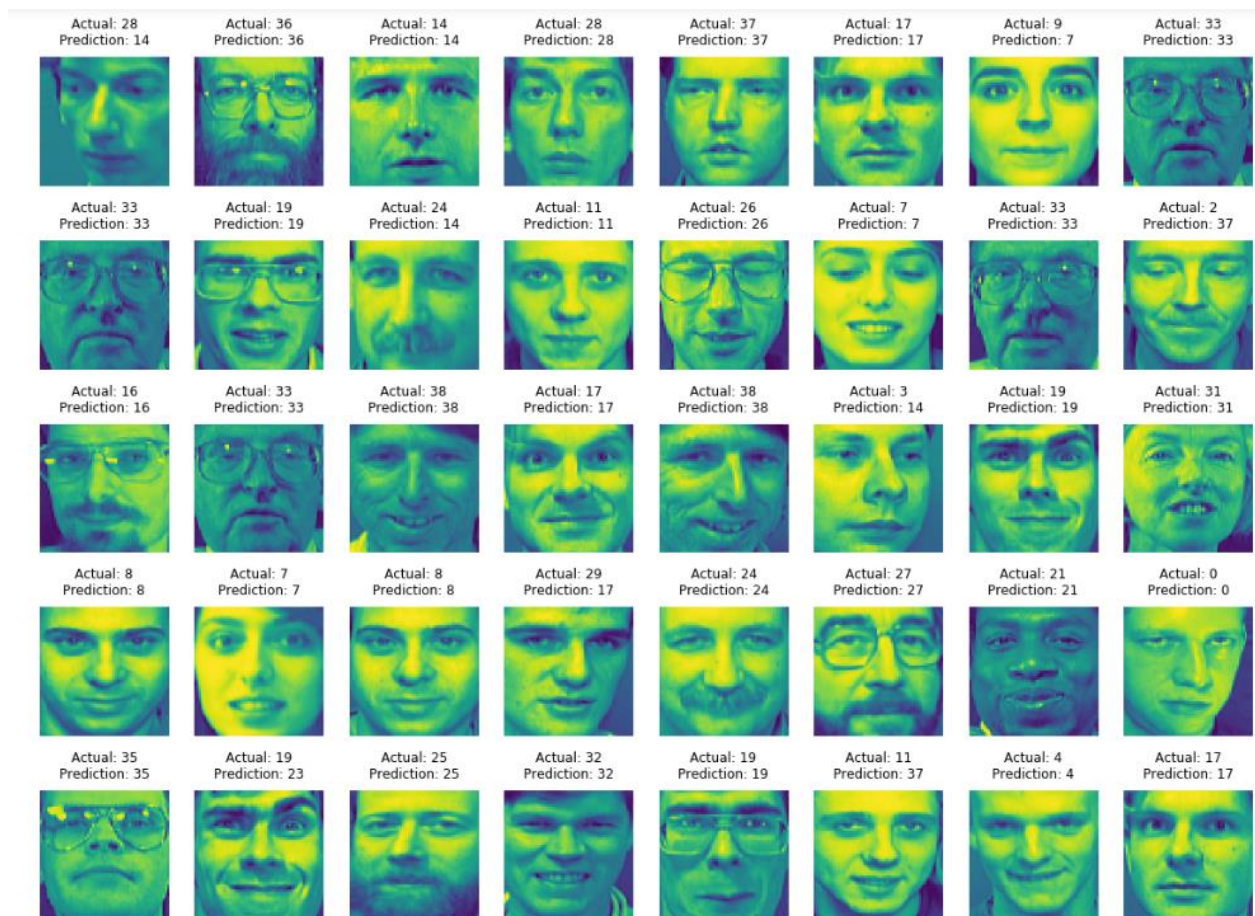 Actual: 28
Prediction: 14
Actual: 36
Prediction: 36
Actual: 14
Prediction: 14
Actual: 28
Prediction: 28
Actual: 37
Prediction: 37
Actual: 17
Prediction: 17
Actual: 9
Prediction: 7
Actual: 33
Prediction: 33
Actual: 33
Prediction: 33
Actual: 19
Prediction: 19
Actual: 24
Prediction: 14
Actual: 11
Prediction: 11
Actual: 26
Prediction: 26
Actual: 7
Prediction: 7
Actual: 33
Prediction: 33
Actual: 2
Prediction: 37
Actual: 16
Prediction: 16
Actual: 33
Prediction: 33
Actual: 38
Prediction: 38
Actual: 17
Prediction: 17
Actual: 38
Prediction: 38
Actual: 3
Prediction: 14
Actual: 19
Prediction: 19
Actual: 31
Prediction: 31
Actual: 8
Prediction: 8
Actual: 7
Prediction: 7
Actual: 8
Prediction: 8
Actual: 29
Prediction: 17
Actual: 24
Prediction: 24
Actual: 27
Prediction: 27
Actual: 21
Prediction: 21
Actual: 0
Prediction: 0
Actual: 35
Prediction: 35
Actual: 19
Prediction: 23
Actual: 25
Prediction: 25
Actual: 32
Prediction: 32
Actual: 19
Prediction: 19
Actual: 11
Prediction: 37
Actual: 4
Prediction: 4
Actual: 17
Prediction: 17